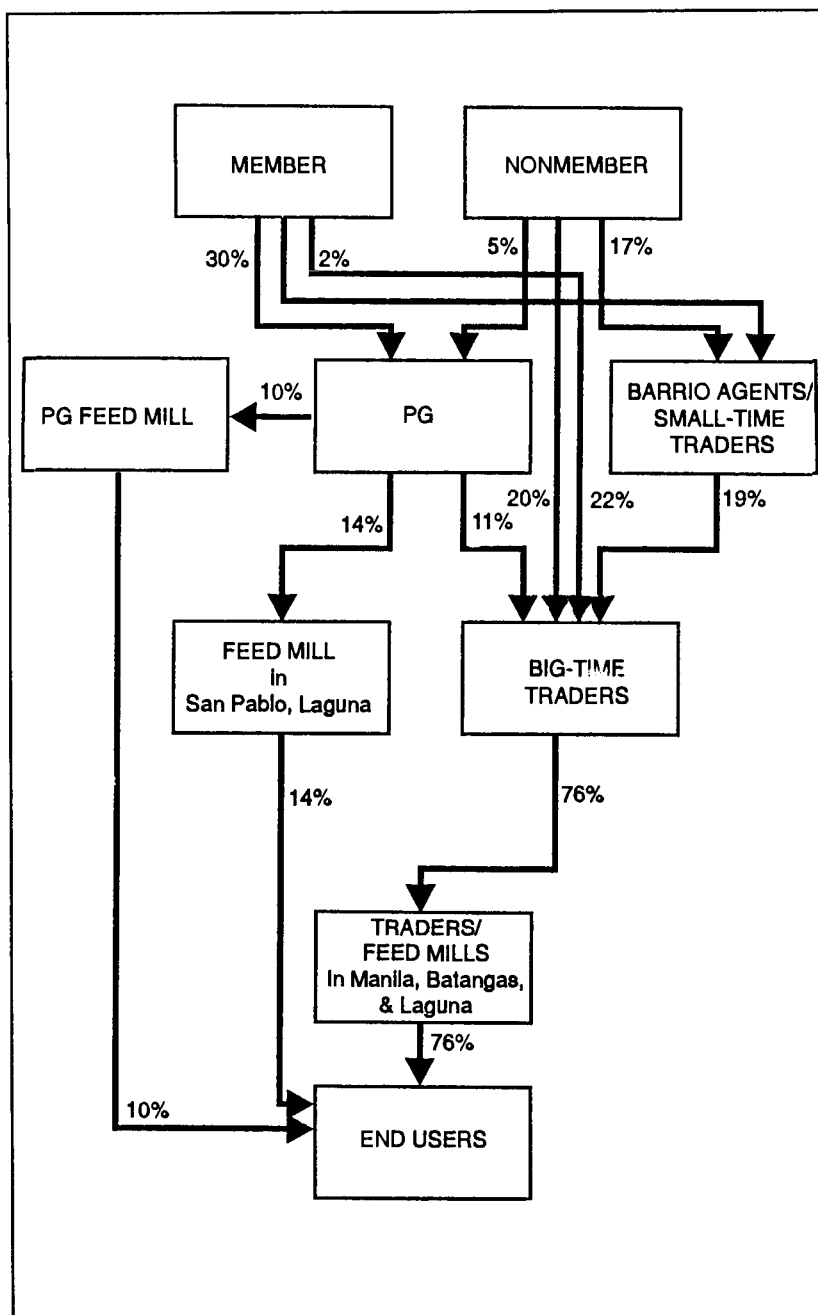 MEMBER
NONMEMBER
30%
2%
5%
17%
PG FEED MILL
10%
PG
BARRIO AGENTS/
SMALL-TIME
TRADERS
14%
11%
20%
22%
19%
FEED MILL
in
San Pablo, Laguna
BIG-TIME
TRADERS
14%
76%
TRADERS/
FEED MILLS
in Manila, Batangas,
& Laguna
76%
10%
END USERS